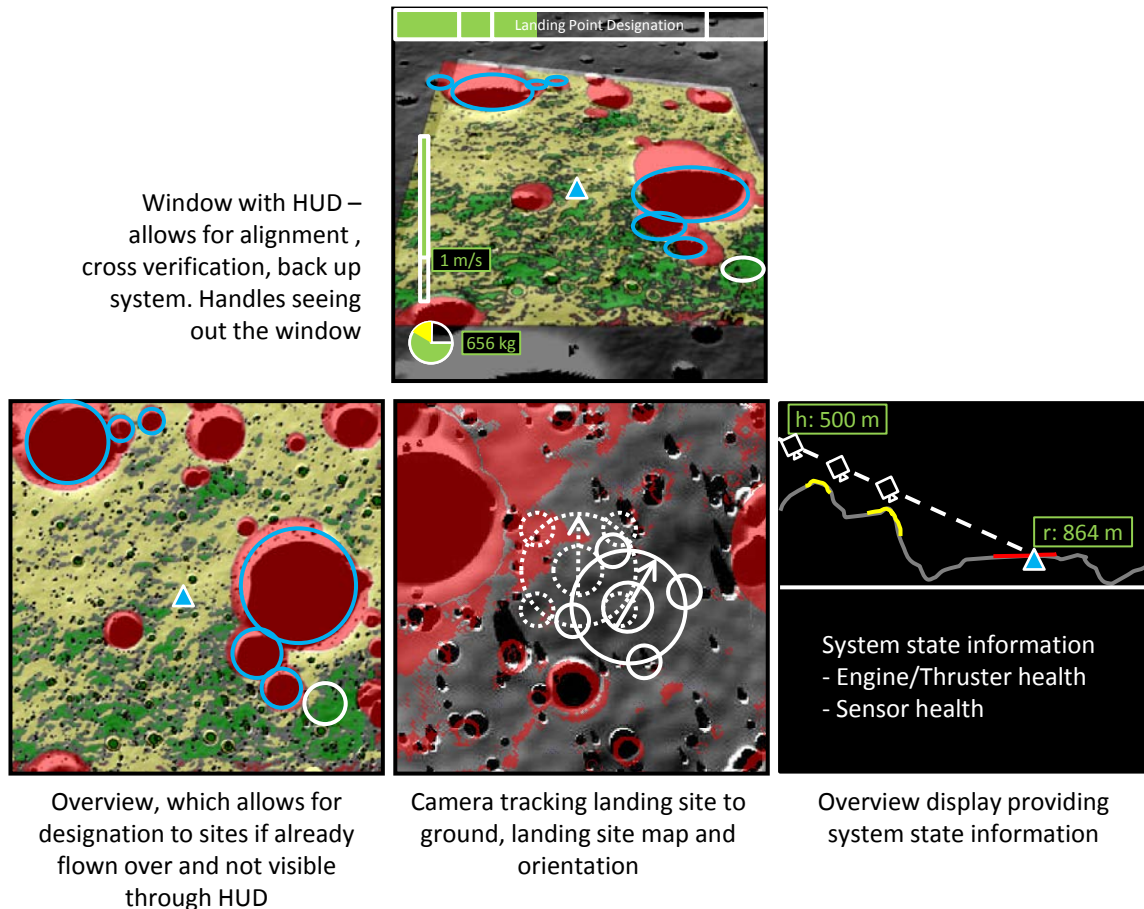 Landing Point Designation
Window with HUD –
allows for alignment ,
cross verification, back up
system. Handles seeing
out the window
1 m/s
656 kg
h: 500 m
r: 864 m
System state information
- Engine/Thruster health
- Sensor health
Overview, which allows for
designation to sites if already
flown over and not visible
through HUD
Camera tracking landing site to
ground, landing site map and
orientation
Overview display providing
system state information